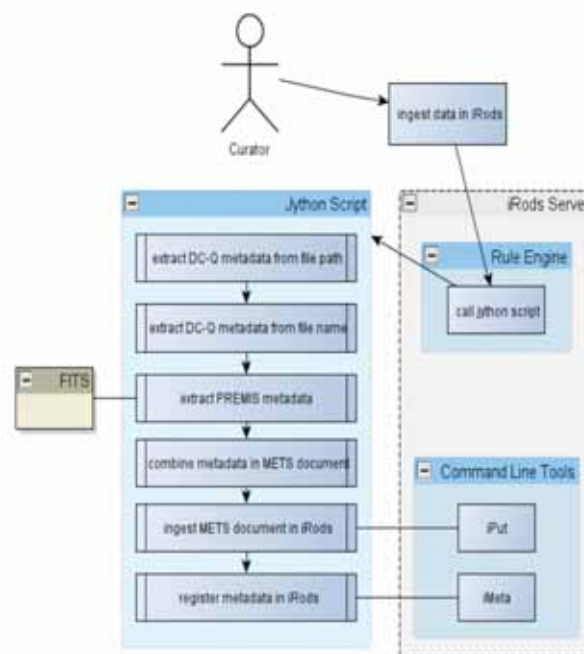 ingest data in iRods
Curator
Jython Script
iRods Serve
extract DC-Q metadata from file path
Rule Engine
call jython script
extract DC-Q metadata from file name
FITS
extract PREMIS metadata
combine metadata in METS document
Command Line Tools
ingest METS document in iRods
iPut
register metadata in iRods
iMeta